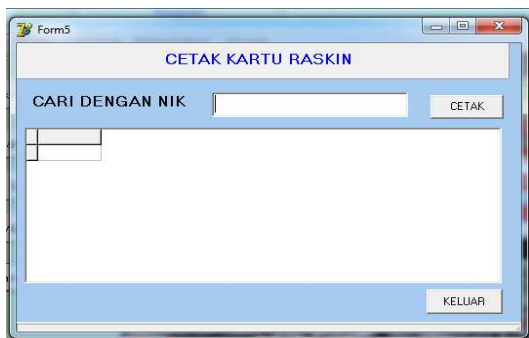 Form5
CETAK KARTU RASKIN
CARI DENGAN NIK
CETAK
KELUAR